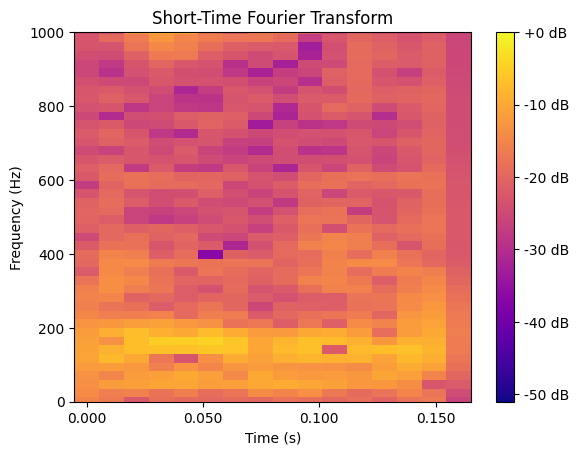 Short-Time Fourier Transform
1000
800
600
400
200
0
Frequency (Hz)
0.000
0.050
0.100
0.150
Time (s)
+0 dB
-10 dB
-20 dB
-30 dB
-40 dB
-50 dB